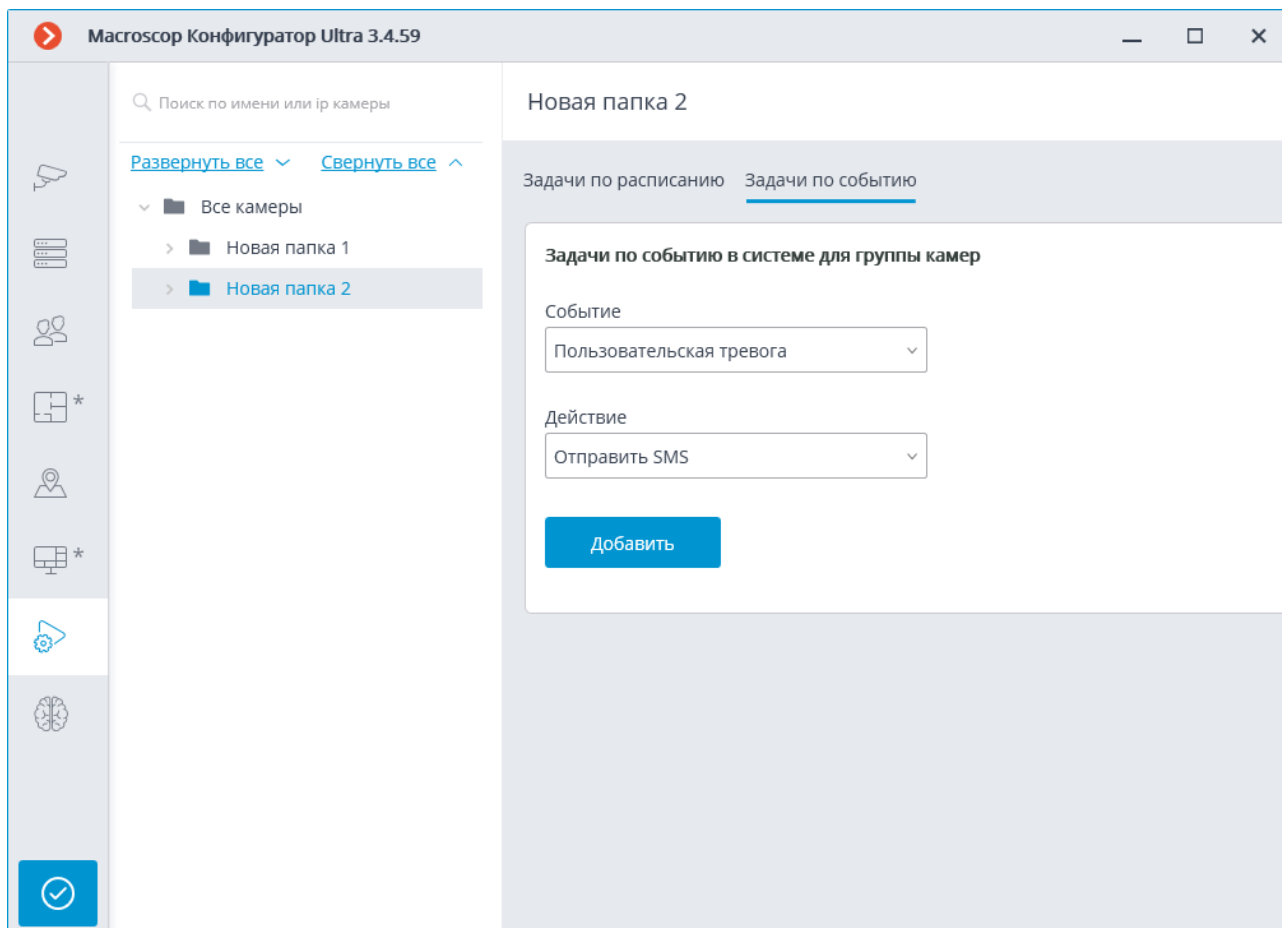 Macroscop Конфигуратор Ultra 3.4.59
Поиск по имени или ip камеры
Развернуть все Свернуть все
Все камеры
Новая папка 1
Новая папка 2
*
*
Новая папка 2
Задачи по расписанию Задачи по событию
Задачи по событию в системе для группы камер
Событие
Пользовательская тревога
Действие
Отправить SMS
Добавить